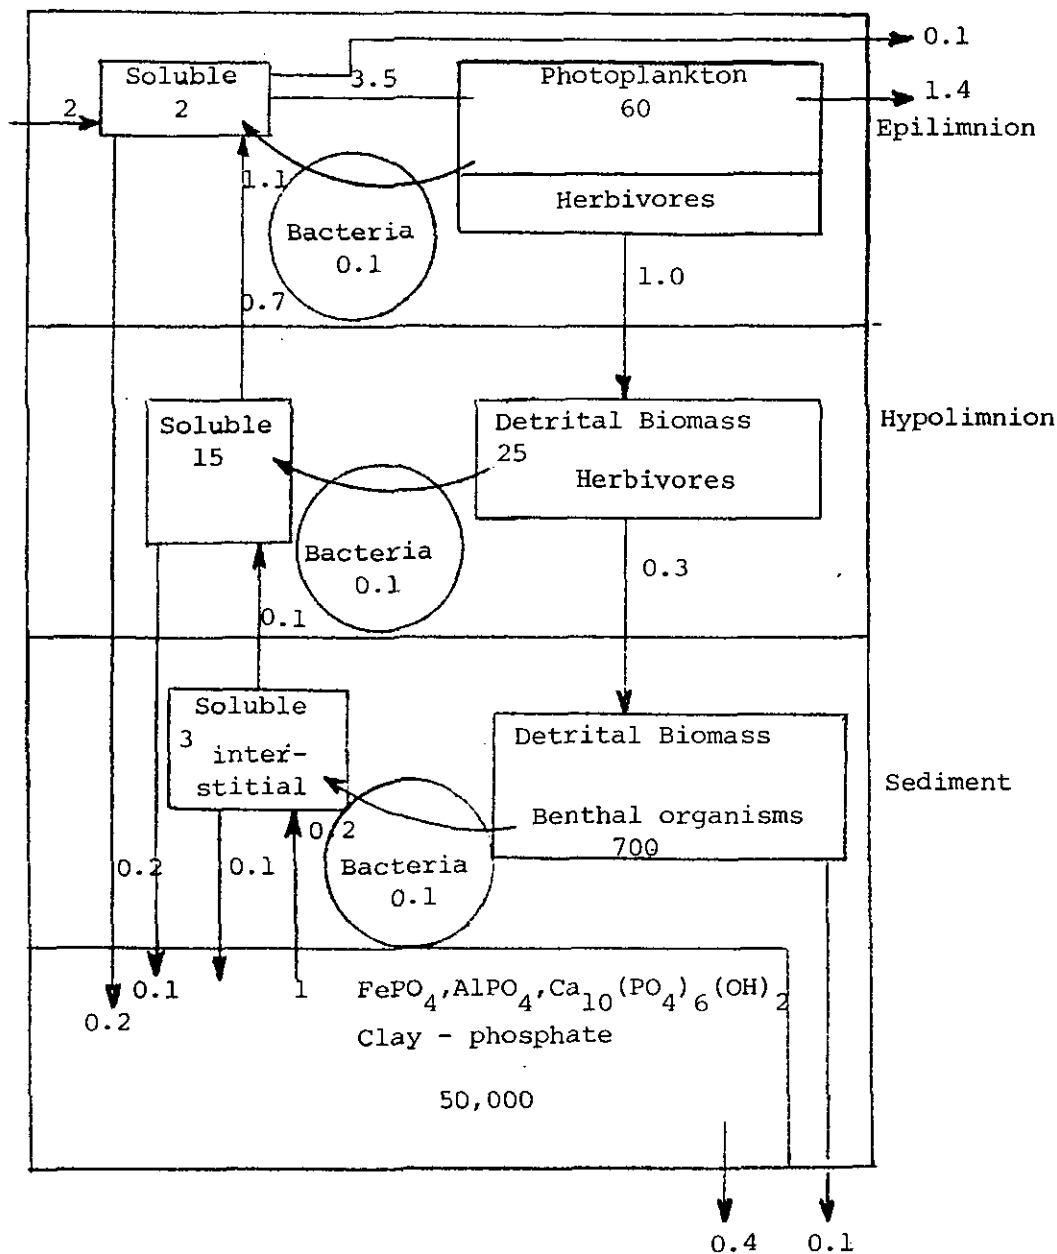 0.1
Soluble
2
2
3.5
Photoplankton
60
1.4
Epilimnion
1.1
Herbivores
Bacteria
0.1
0.7
1.0
Hypolimnion
Soluble
15
Detrital Biomass
25
Herbivores
Bacteria
0.1
0.3
0.1
Soluble
3
inter-
stitial
Detrital Biomass
Sediment
Benthal organisms
700
0.2
0.2
0.1
Bacteria
0.1
0.1
0.2
1
FePO4,AlPO4,Ca10(PO4)6(OH)2
Clay - phosphate
50,000
0.4
0.1